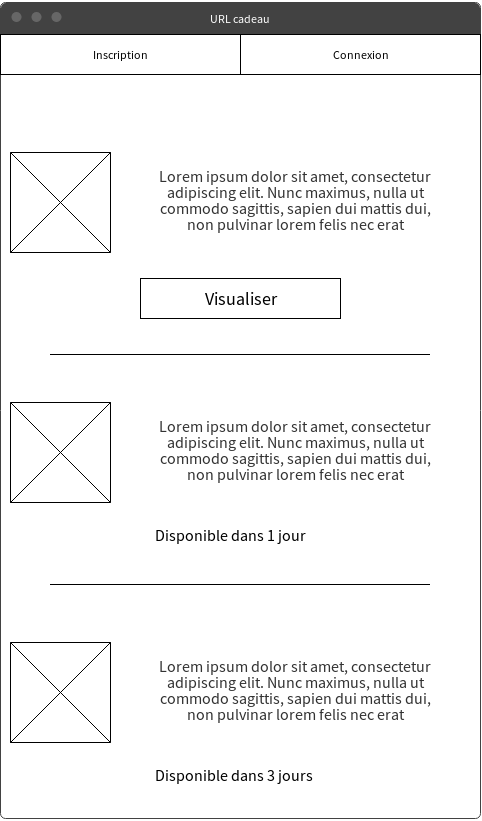 URL cadeau
Inscription
Connexion
Lorem ipsum dolor sit amet, consectetur
adipiscing elit. Nunc maximus, nulla ut
commodo sagittis, sapien dui mattis dui,
non pulvinar lorem felis nec erat
Visualiser
Lorem ipsum dolor sit amet, consectetur
adipiscing elit. Nunc maximus, nulla ut
commodo sagittis, sapien dui mattis dui,
non pulvinar lorem felis nec erat
Disponible dans 1 jour
Lorem ipsum dolor sit amet, consectetur
adipiscing elit. Nunc maximus, nulla ut
commodo sagittis, sapien dui mattis dui,
non pulvinar lorem felis nec erat
Disponible dans 3 jours